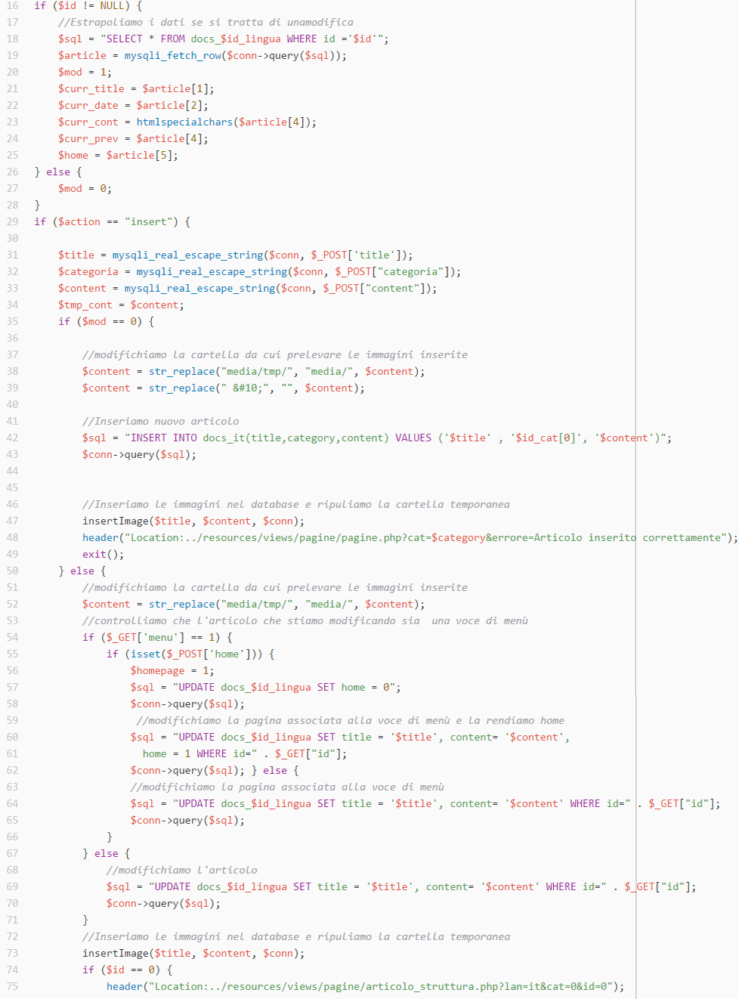 16 if ($id != NULL) {
17 //Estrapoliamo i dati se si tratta di unamodifica
18 $sql = "SELECT * FROM docs_$id_lingua WHERE id ='$id'";
19 $article = mysqli_fetch_row($conn->query($sql));
20 $mod = 1;
21 $curr_title = $article[1];
22 $curr_date = $article[2];
23 $curr_cont = htmlspecialchars($article[4]);
24 $curr_prev = $article[4];
25 $home = $article[5];
26 } else {
27 $mod = 0;
28 }
29 if ($action == "insert") {
30
31 $title = mysqli_real_escape_string($conn, $_POST['title']);
32 $categoria = mysqli_real_escape_string($conn, $_POST["categoria"]);
33 $content = mysqli_real_escape_string($conn, $_POST["content"]);
34 $tmp_cont = $content;
35 if ($mod == 0) {
36
37 //modifichiamo la cartella da cui prelevare le immagini inserite
38 $content = str_replace("media/tmp/", "media/", $content);
39 $content = str_replace(" &#10;", "", $content);
40
41 //Inseriamo nuovo articolo
42 $sql = "INSERT INTO docs_it(title,category,content) VALUES ('$title' , '$id_cat[0]', '$content')";
43 $conn->query($sql);
44
45
46 //Inseriamo le immagini nel database e ripuliamo la cartella temporanea
47 insertImage($title, $content, $conn);
48 header("Location:../resources/views/pagine/pagine.php?cat=$category&errore=Articolo inserito correttamente");
49 exit();
50 } else {
51 //modifichiamo la cartella da cui prelevare le immagini inserite
52 $content = str_replace("media/tmp/", "media/", $content);
53 //controlliamo che l'articolo che stiamo modificando sia  una voce di menù
54 if ($_GET['menu'] == 1) {
55 if (isset($_POST['home'])) {
56 $homepage = 1;
57 $sql = "UPDATE docs_$id_lingua SET home = 0";
58 $conn->query($sql);
59 //modifichiamo la pagina associata alla voce di menù e la rendiamo home
60 $sql = "UPDATE docs_$id_lingua SET title = '$title', content= '$content',
61 home = 1 WHERE id=" . $_GET["id"];
62 $conn->query($sql); } else {
63 //modifichiamo la pagina associata alla voce di menù
64 $sql = "UPDATE docs_$id_lingua SET title = '$title', content= '$content' WHERE id=" . $_GET["id"];
65 $conn->query($sql);
66 }
67 } else {
68 //modifichiamo l'articolo
69 $sql = "UPDATE docs_$id_lingua SET title = '$title', content= '$content' WHERE id=" . $_GET["id"];
70 $conn->query($sql);
71 }
72 //Inseriamo le immagini nel database e ripuliamo la cartella temporanea
73 insertImage($title, $content, $conn);
74 if ($id == 0) {
75 header("Location:../resources/views/pagine/articolo_struttura.php?lan=it&cat=0&id=0");